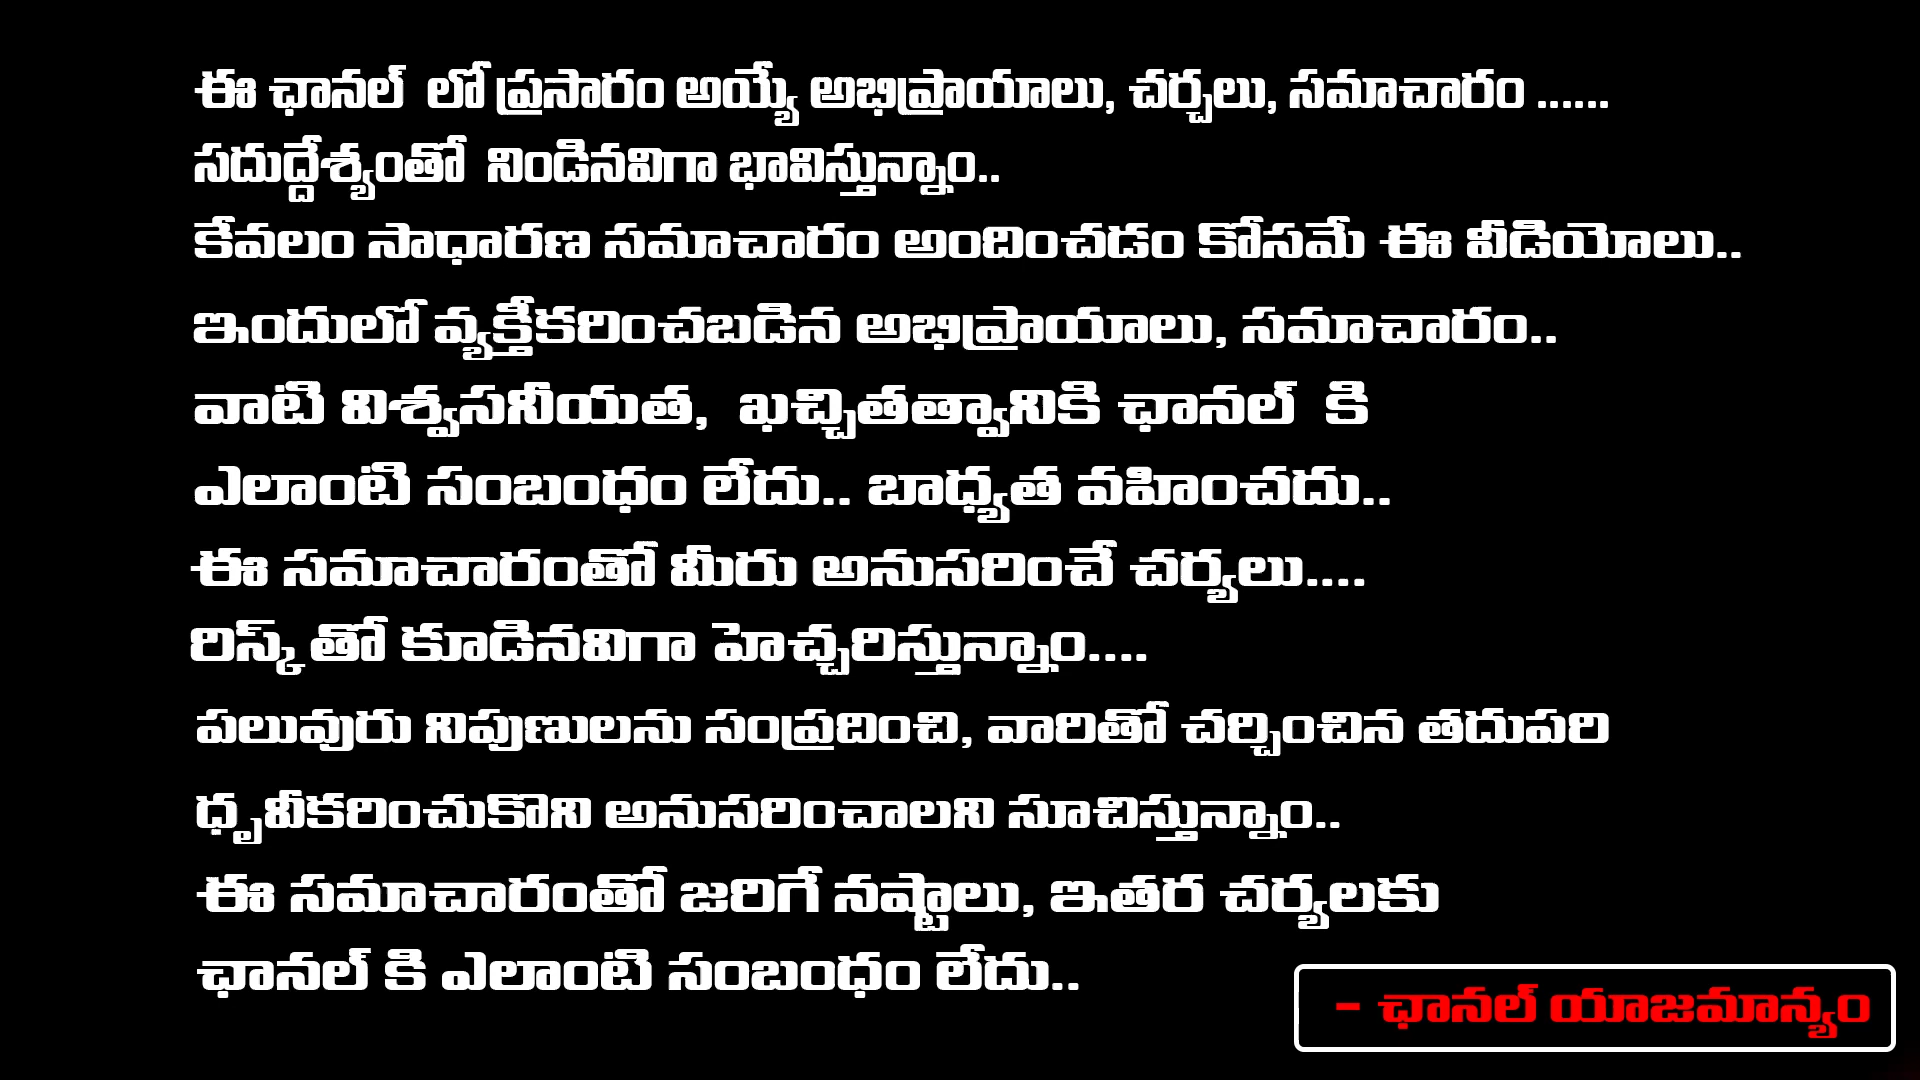 ఈ ఛానల్ లో ప్రసారం అయ్యే అభిప్రాయాలు, చర్చలు, సమాచారం ......
సదుద్దేశ్యంతో నిండినవిగా భావిస్తున్నాం..
కేవలం సాధారణ సమాచారం అందించడం కోసమే ఈ వీడియోలు..
ఇందులో వ్యక్తీకరించబడిన అభిప్రాయాలు, సమాచారం..
వాటి విశ్వసనీయత, ఖచ్చితత్వానికి ఛానల్ కి
ఎలాంటి సంబంధం లేదు.. బాధ్యత వహించదు..
ఈ సమాచారంతో మీరు అనుసరించే చర్యలు....
రిస్క్ తో కూడినవిగా హెచ్చరిస్తున్నాం....
పలువురు నిపుణులను సంప్రదించి, వారితో చర్చించిన తదుపరి
ధృవీకరించుకొని అనుసరించాలని సూచిస్తున్నాం..
ఈ సమాచారంతో జరిగే నష్టాలు, ఇతర చర్యలకు
ఛానల్ కి ఎలాంటి సంబంధం లేదు..
- ఛానల్ యాజమాన్యం